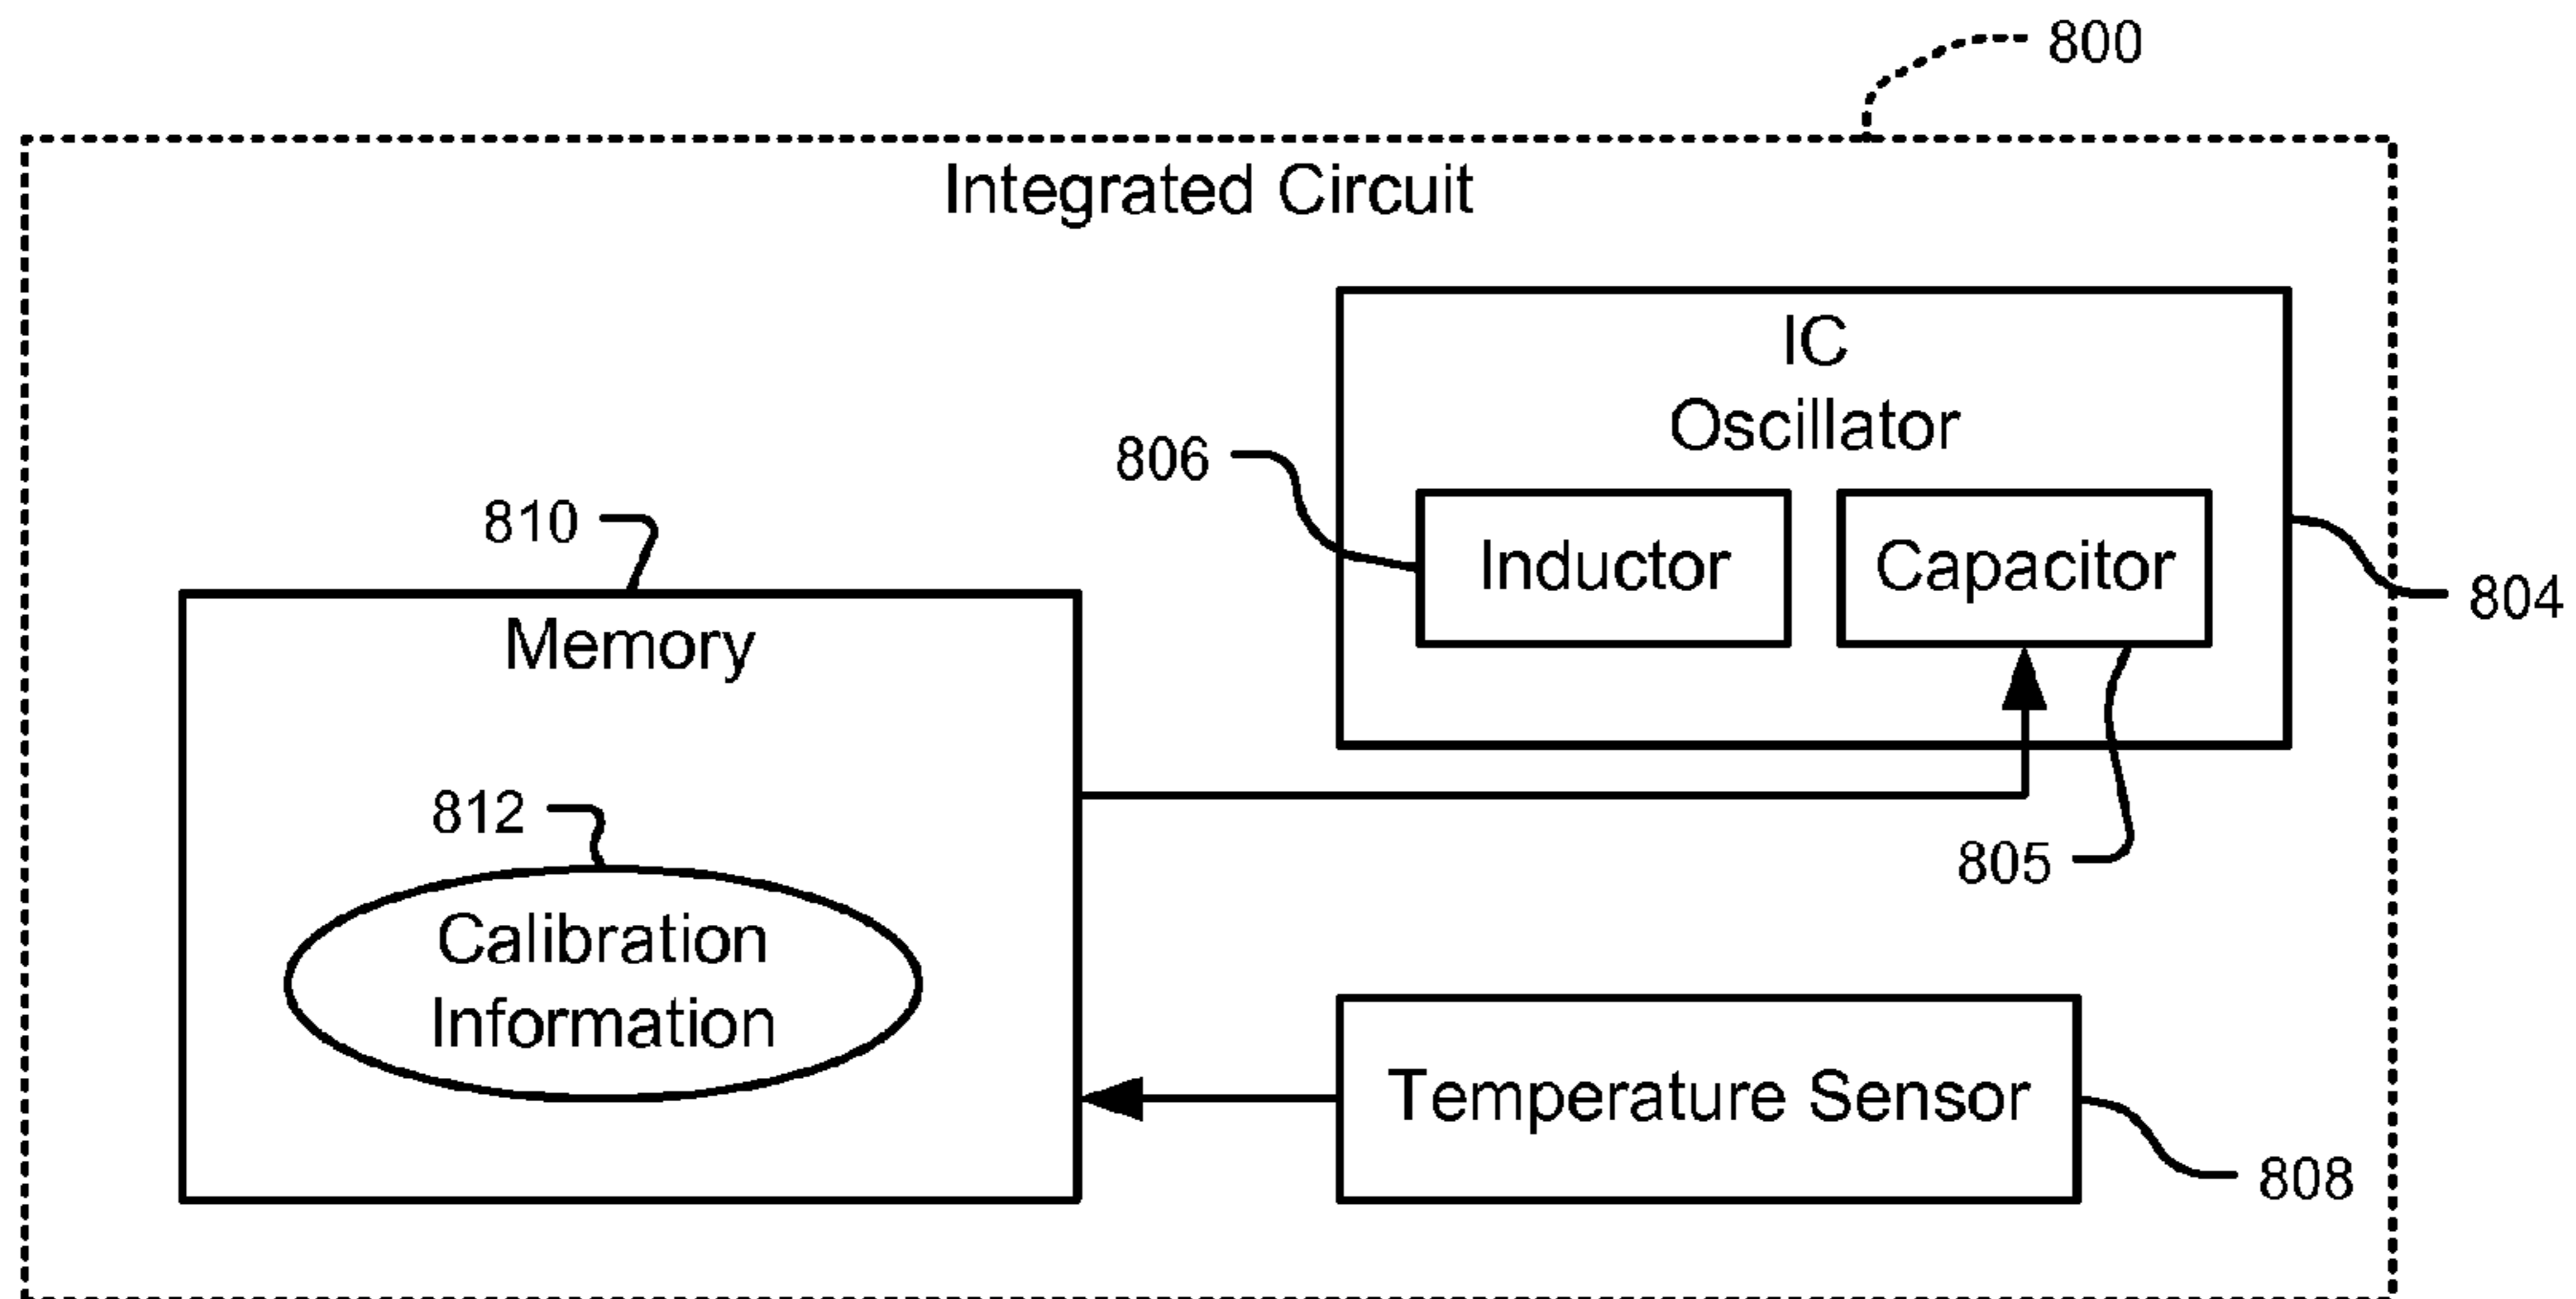 800
Integrated Circuit
IC
Oscillator
806
Inductor
Capacitor
804
810
Memory
805
812
Calibration
Information
Temperature Sensor
808